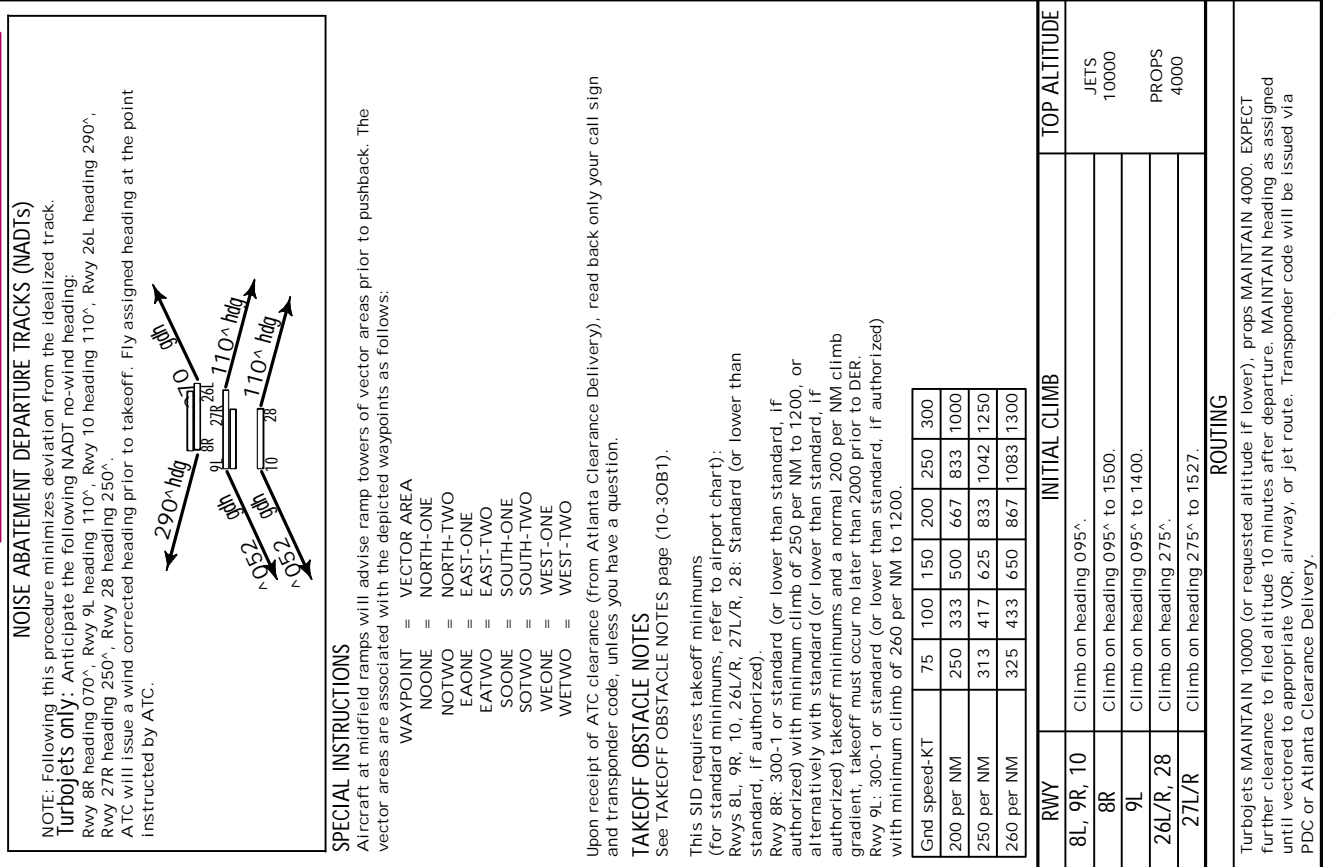 NOISE ABATEMENT DEPARTURE TRACKS (NADTs)
NOTE: Following this procedure minimizes deviation from the idealized track.
Turbojets only: Anticipate the following NADT no-wind heading:
Rwy 8R heading 070^, Rwy 9L heading 110^, Rwy 10 heading 110^, Rwy 26L heading 290^,
Rwy 27R heading 250^, Rwy 28 heading 250^.
ATC will issue a wind corrected heading prior to takeoff. Fly assigned heading at the point
instructed by ATC.
290^ hdg
hdg
8R 26L
9L 27R
110^ hdg
hdg
250^
10 28
110^ hdg
hdg
250^
SPECIAL INSTRUCTIONS
Aircraft at midfield ramps will advise ramp towers of vector areas prior to pushback. The
vector areas are associated with the depicted waypoints as follows:
WAYPOINT = VECTOR AREA
NOONE = NORTH-ONE
NOTWO = NORTH-TWO
EAONE = EAST-ONE
EATWO = EAST-TWO
SOONE = SOUTH-ONE
SOTWO = SOUTH-TWO
WEONE = WEST-ONE
WETWO = WEST-TWO
Upon receipt of ATC clearance (from Atlanta Clearance Delivery), read back only your call sign
and transponder code, unless you have a question.
TAKEOFF OBSTACLE NOTES
See TAKEOFF OBSTACLE NOTES page (10-3OB1).
This SID requires takeoff minimums
(for standard minimums, refer to airport chart):
Rwys 8L, 9R, 10, 26L/R, 27L/R, 28: Standard (or lower than
standard, if authorized).
Rwy 8R: 300-1 or standard (or lower than standard, if
authorized) with minimum climb of 250 per NM to 1200, or
alternatively with standard (or lower than standard, if
authorized) takeoff minimums and a normal 200 per NM climb
gradient, takeoff must occur no later than 2000 prior to DER.
Rwy 9L: 300-1 or standard (or lower than standard, if authorized)
with minimum climb of 260 per NM to 1200.
Gnd speed-KT 75 100 150 200 250 300
200 per NM 250 333 500 667 833 1000
250 per NM 313 417 625 833 1042 1250
260 per NM 325 433 650 867 1083 1300
RWY INITIAL CLIMB TOP ALTITUDE
8L, 9R, 10 Climb on heading 095^.
8R Climb on heading 095^ to 1500.
9L Climb on heading 095^ to 1400.
26L/R, 28 Climb on heading 275^.
27L/R Climb on heading 275^ to 1527.
JETS
10000
PROPS
4000
ROUTING
Turbojets MAINTAIN 10000 (or requested altitude if lower), props MAINTAIN 4000. EXPECT
further clearance to filed altitude 10 minutes after departure. MAINTAIN heading as assigned
until vectored to appropriate VOR, airway, or jet route. Transponder code will be issued via
PDC or Atlanta Clearance Delivery.